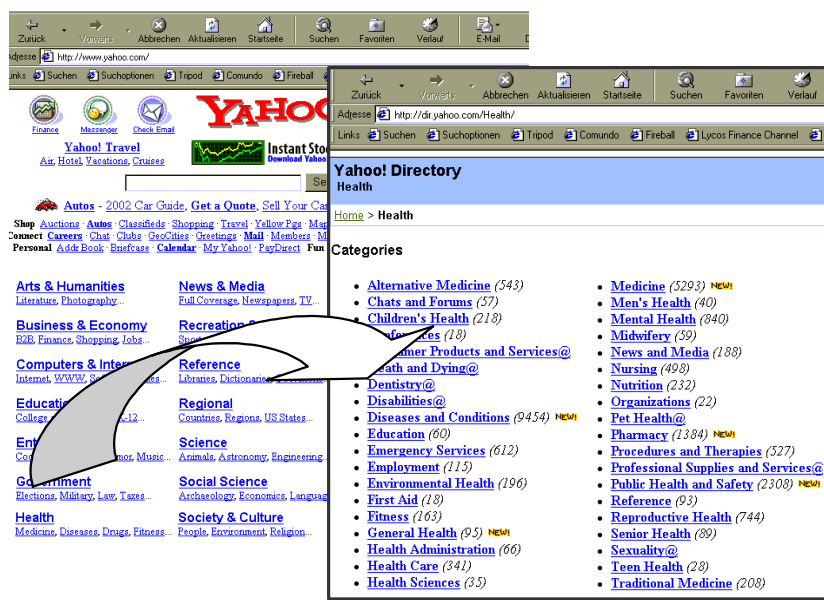 Zurück Vorwärts Abbrechen Aktualisieren Startseite Suchen Favoriten Verlauf E-Mail
Adresse http://www.yahoo.com/
Links Suchen Suchoptionen Tripod Comundo Fireball
Finance Messenger Check Email
YAHOO
Yahoo! Travel
Air, Hotel, Vacations, Cruises
Instant
Download Yahoo
Autos - 2002 Car Guide, Get a Quote, Sell Your
Shop Auctions · Autos · Classifieds · Shopping · Travel · Yellow Pgs ·
Connect Careers · Chat · Clubs · GeoCities · Greetings · Mail · Members ·
Personal Addr Book · Briefcase · Calendar · My Yahoo! · PayDirect Fun
Arts & Humanities
Literature, Photography...
News & Media
Full Coverage, Newspapers, TV...
Business & Economy
B2B, Finance, Shopping, Jobs...
Computers &
Internet, WWW,
Reference
Libraries,
Regional
Countries, Regions, US States...
Music...
Science
Animals, Astronomy, Engineering
Elections, Military, Law, Taxes...
Social Science
Archaeology, Economics,
Health
Medicine, Diseases, Drugs, Fitness...
Society & Culture
People, Environment, Religion...
Zurück Vorwärts Abbrechen Aktualisieren Startseite Suchen Favoriten Verlauf
Adresse http://dir.yahoo.com/Health/
Links Suchen Suchoptionen Tripod Comundo Fireball Lycos Finance Channel
Yahoo! Directory
Health
Home > Health
Categories
Alternative Medicine (543)
Chats and Forums (57)
Children's Health (218)
(18)
Products and Services@
and Dying@
Dentistry@
Disabilities@
Diseases and Conditions (9454) NEW!
Education (60)
Emergency Services (612)
Employment (115)
Environmental Health (196)
First Aid (18)
Fitness (163)
General Health (95) NEW!
Health Administration (66)
Health Care (341)
Health Sciences (35)
Medicine (5293) NEW!
Men's Health (40)
Mental Health (840)
Midwifery (59)
News and Media (188)
Nursing (498)
Nutrition (232)
Organizations (22)
Pet Health@
Pharmacy (1384) NEW!
Procedures and Therapies (527)
Professional Supplies and Services@
Public Health and Safety (2308) NEW!
Reference (93)
Reproductive Health (744)
Senior Health (89)
Sexuality@
Teen Health (28)
Traditional Medicine (208)